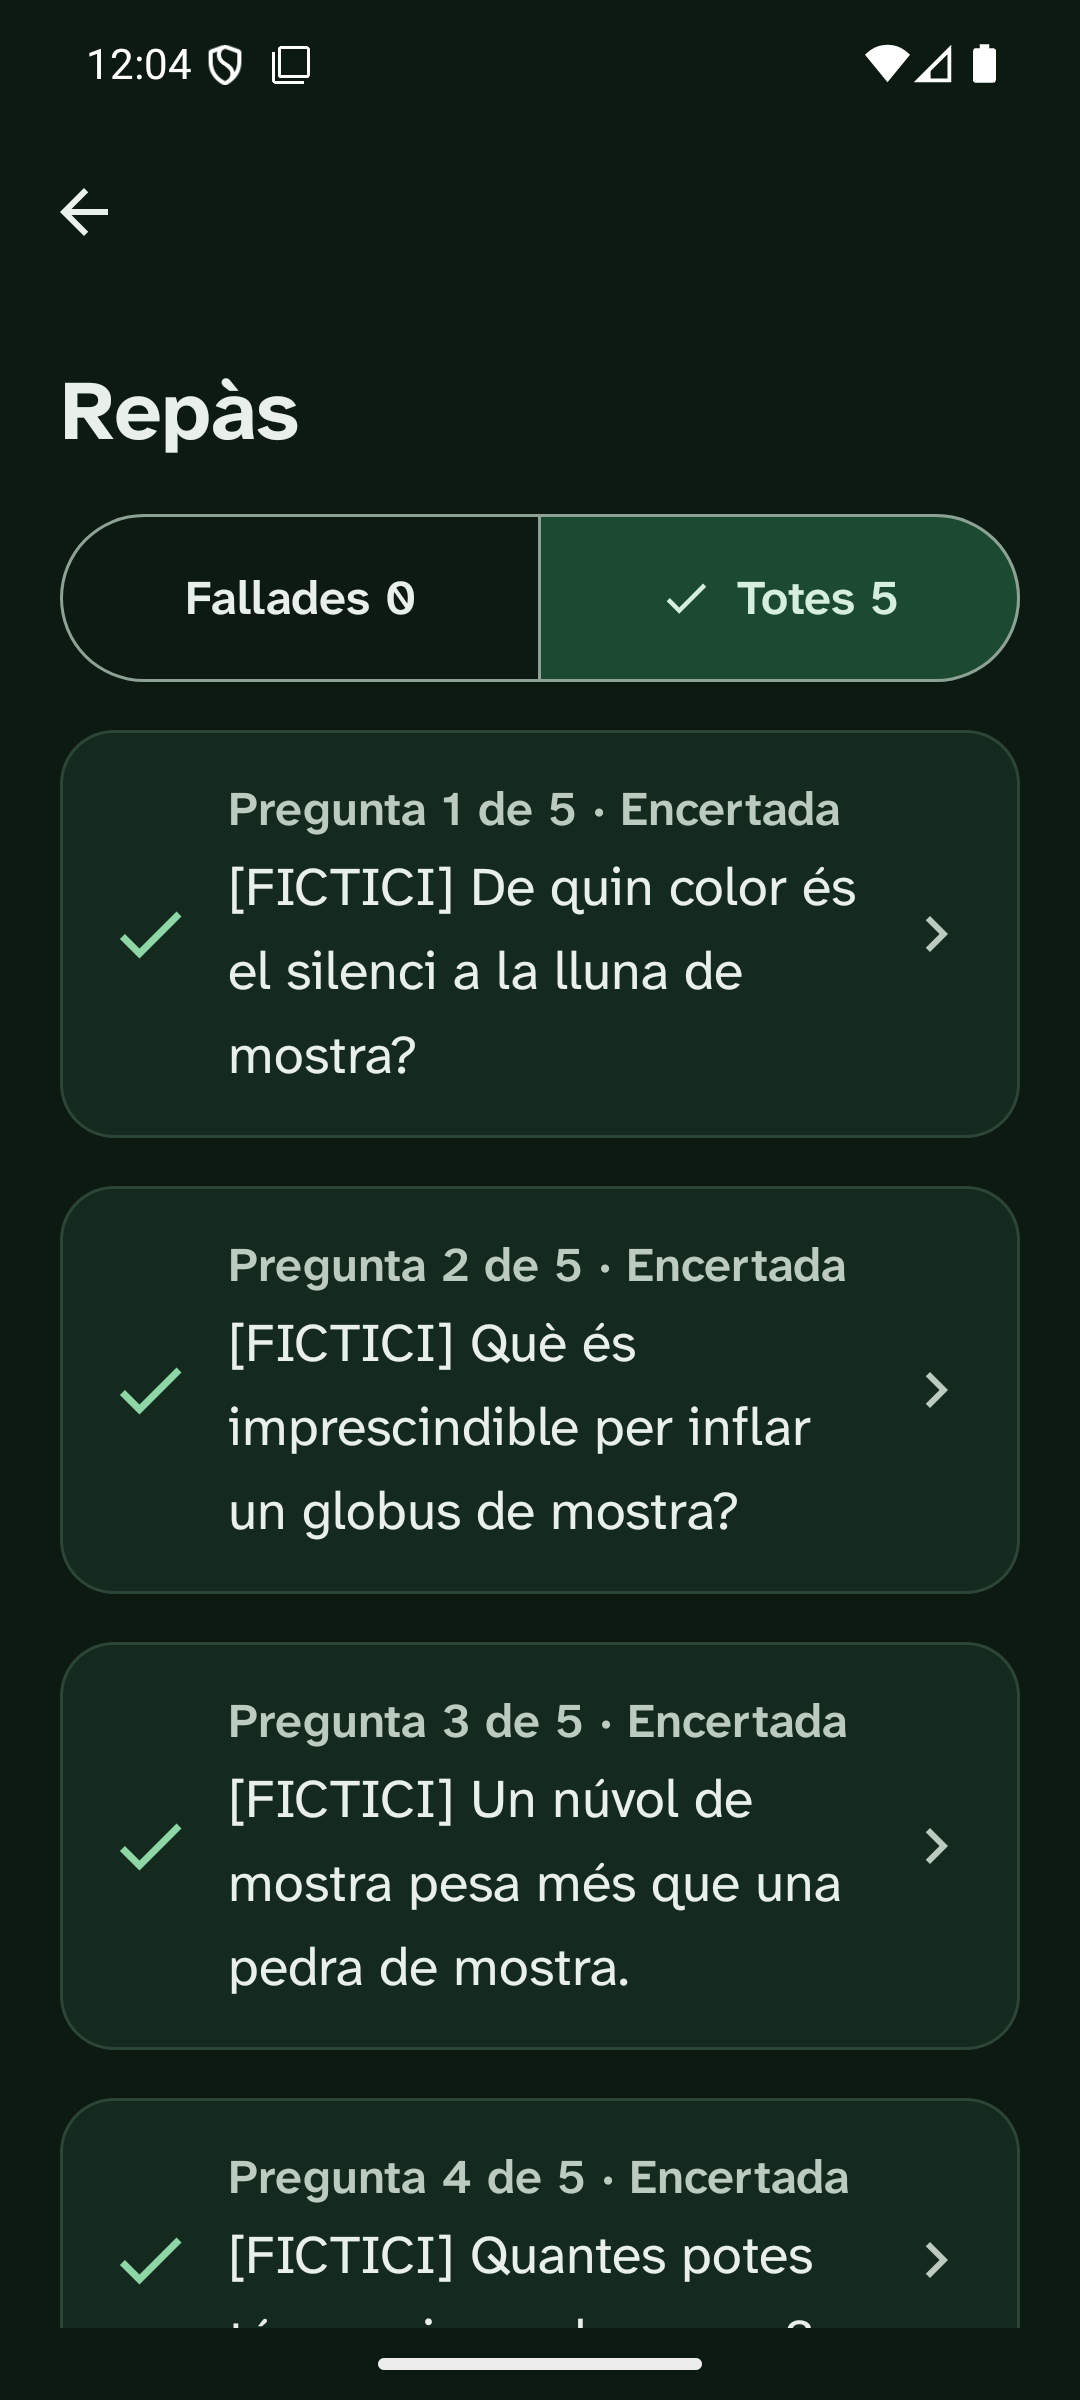 12:04
Repàs
Fallades 0
Totes 5
Pregunta 1 de 5 · Encertada
[FICTICI] De quin color és
el silenci a la lluna de
mostra?
Pregunta 2 de 5 · Encertada
[FICTICI] Què és
imprescindible per inflar
un globus de mostra?
Pregunta 3 de 5 · Encertada
[FICTICI] Un núvol de
mostra pesa més que una
pedra de mostra.
Pregunta 4 de 5 · Encertada
[FICTICI] Quantes potes